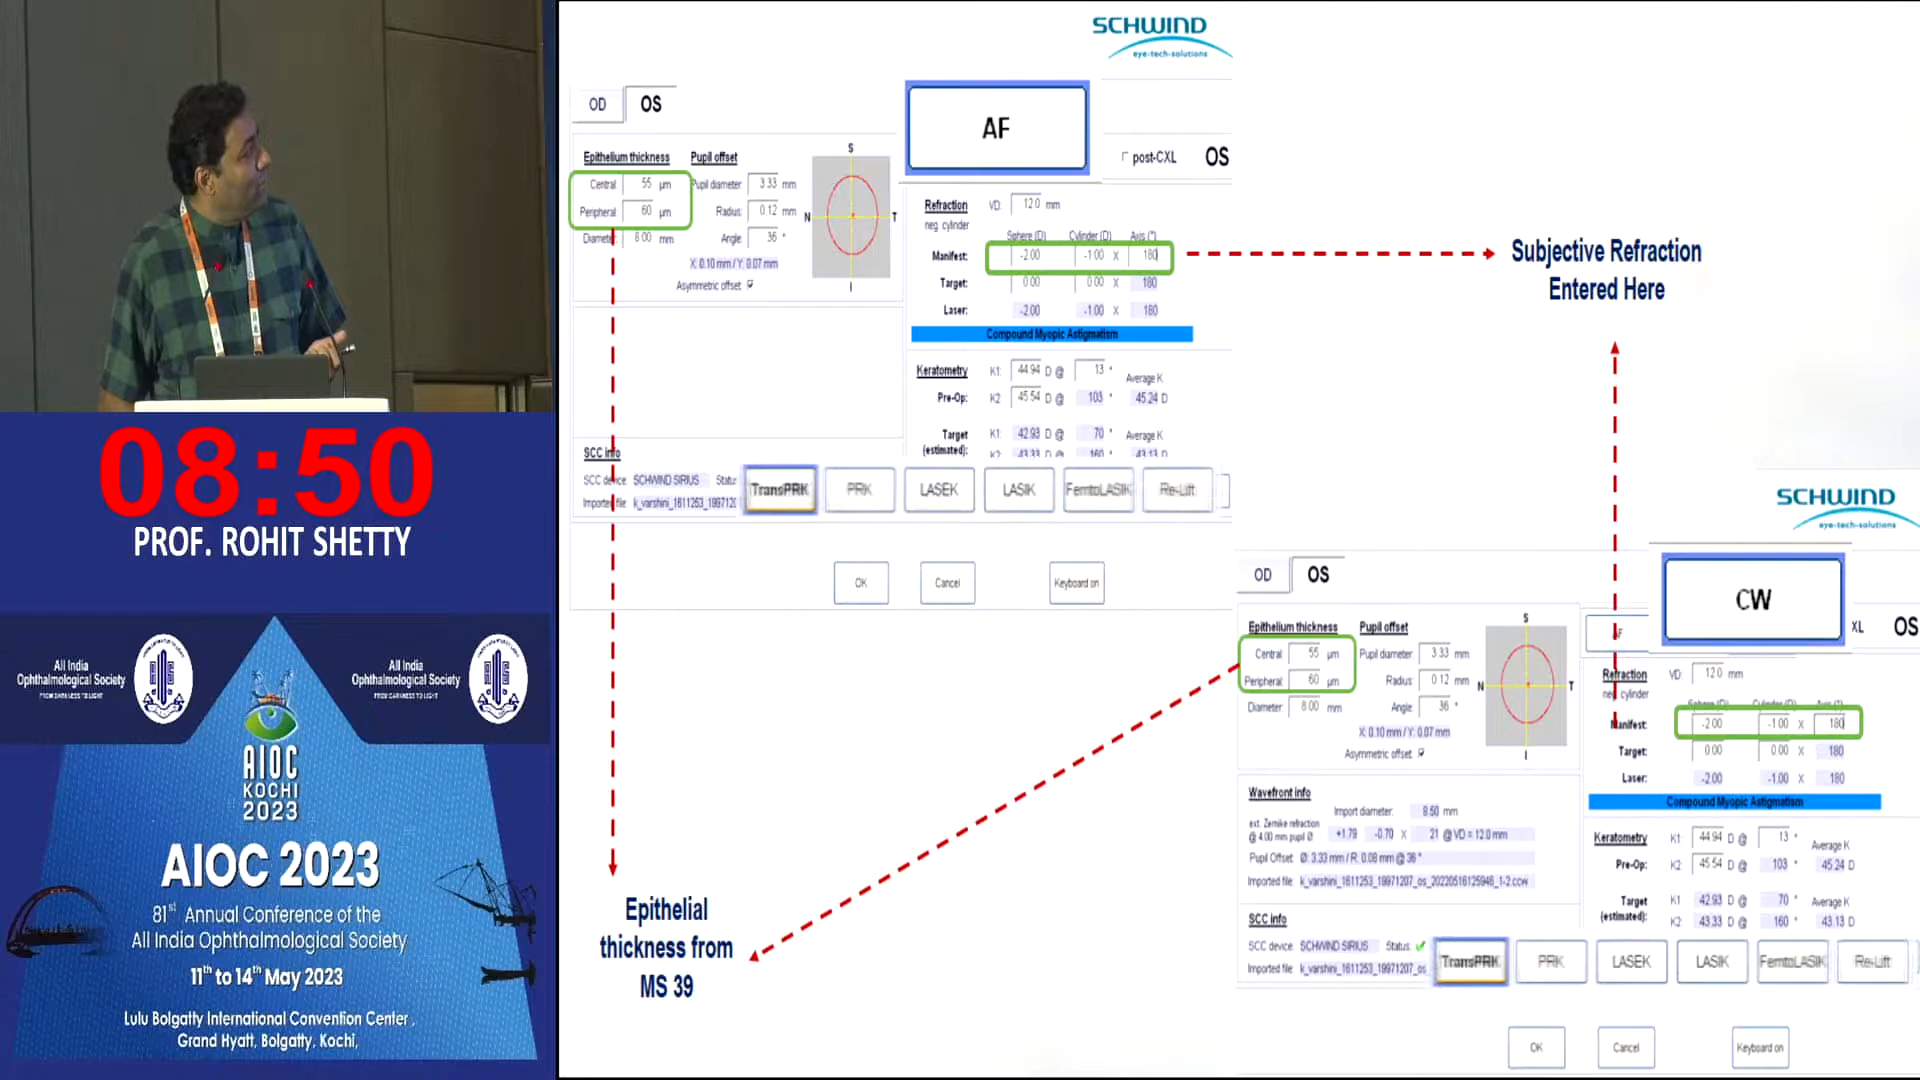 08:50
PROF. ROHIT SHETTY
All India
Ophthalmological Society
FROM DARKNESS TO LIGHT
All India
Ophthalmological Society
FROM DARKNESS TO LIGHT
AIOC
KOCHI
2023
AIOC 2023
81st Annual Conference of the
All India Ophthalmological Society
11th to 14th May 2023
Lulu Bolgatty International Convention Center,
Grand Hyatt, Bolgatty, Kochi,
SCHWIND
eye-tech-solutions
OD OS
AF
post-CXL OS
Epithelium thickness Pupil offset
Central 55 µm Pupil diameter 3.33 mm
Peripheral 60 µm Radius: 0.12 mm
Diameter: 8.00 mm Angle: 36 °
X: 0.10 mm / Y: 0.07 mm
Asymmetric offset:
S
N T
I
Refraction VD: 12.0 mm
neg. cylinder
Sphere (D) Cylinder (D) Axis (°)
Manifest: -2.00 -1.00 X 180
Target: 0.00 0.00 X 180
Laser: -2.00 -1.00 X 180
Compound Myopic Astigmatism
Keratometry K1: 44.94 D @ 13 °
Average K
Pre-Op: K2: 45.54 D @ 103 ° 45.24 D
Target K1: 42.93 D @ 70 ° Average K
(estimated): K2: 43.33 D @ 160 ° 43.13 D
SCC info
SCC device: SCHWIND SIRIUS Statu
Imported file: k_varshini_1611253_1997120
TransPRK PRK LASEK LASIK FemtoLASIK Re-Lift
OK Cancel Keyboard on
Subjective Refraction
Entered Here
Epithelial
thickness from
MS 39
SCHWIND
eye-tech-solutions
OD OS
CW
AF
XL OS
Epithelium thickness Pupil offset
Central 55 µm Pupil diameter 3.33 mm
Peripheral: 60 µm Radius: 0.12 mm
Diameter: 8.00 mm Angle: 36 °
X: 0.10 mm / Y: 0.07 mm
Asymmetric offset:
S
N T
I
Refraction VD: 12.0 mm
neg. cylinder
Sphere (D) Cylinder (D) Axis (°)
Manifest: -2.00 -1.00 X 180
Target: 0.00 0.00 X 180
Laser: -2.00 -1.00 X 180
Compound Myopic Astigmatism
Wavefront info
Import diameter: 8.50 mm
ext. Zernike refraction
@ 4.00 mm pupil Ø +1.79 -0.70 X 21 @ VD = 12.0 mm
Pupil Offset: Ø: 3.33 mm / R: 0.08 mm @ 36 °
Imported file: k_varshini_1611253_19971207_os_20220516125946_1-2.ccw
Keratometry K1: 44.94 D @ 13 °
Average K
Pre-Op: K2: 45.54 D @ 103 ° 45.24 D
Target K1: 42.93 D @ 70 ° Average K
(estimated): K2: 43.33 D @ 160 ° 43.13 D
SCC info
SCC device: SCHWIND SIRIUS Status:
Imported file: k_varshini_1611253_19971207_os
TransPRK PRK LASEK LASIK FemtoLASIK Re-Lift
OK Cancel Keyboard on